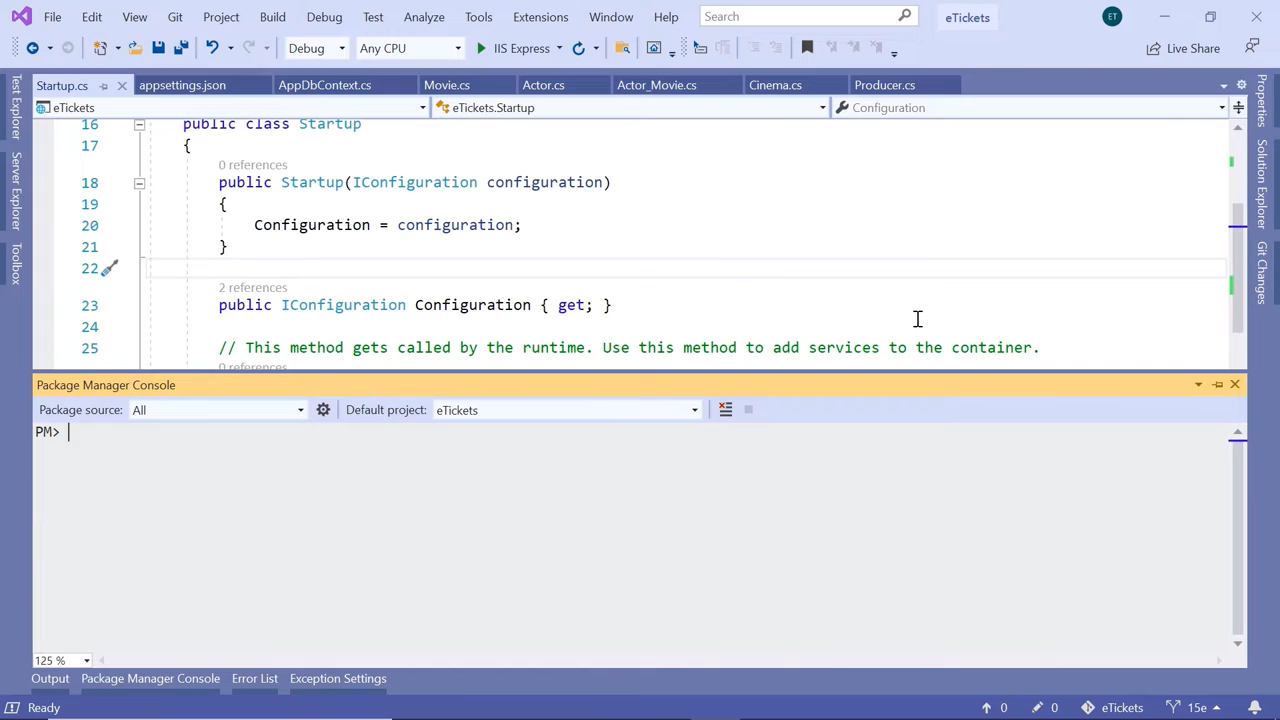 File Edit View Git Project Build Debug Test Analyze Tools Extensions Window Help Search eTickets ET
Debug Any CPU IIS Express Live Share
Startup.cs appsettings.json AppDbContext.cs Movie.cs Actor.cs Actor_Movie.cs Cinema.cs Producer.cs
eTickets eTickets.Startup Configuration
Test Explorer
Server Explorer
Toolbox
16 public class Startup
17 {
0 references
18 public Startup(IConfiguration configuration)
19 {
20 Configuration = configuration;
21 }
22
2 references
23 public IConfiguration Configuration { get; }
24
25 // This method gets called by the runtime. Use this method to add services to the container.
0 references
Properties
Solution Explorer
Git Changes
Package Manager Console
Package source: All Default project: eTickets
PM>
125 %
Output Package Manager Console Error List Exception Settings
Ready 0 0 eTickets 15e